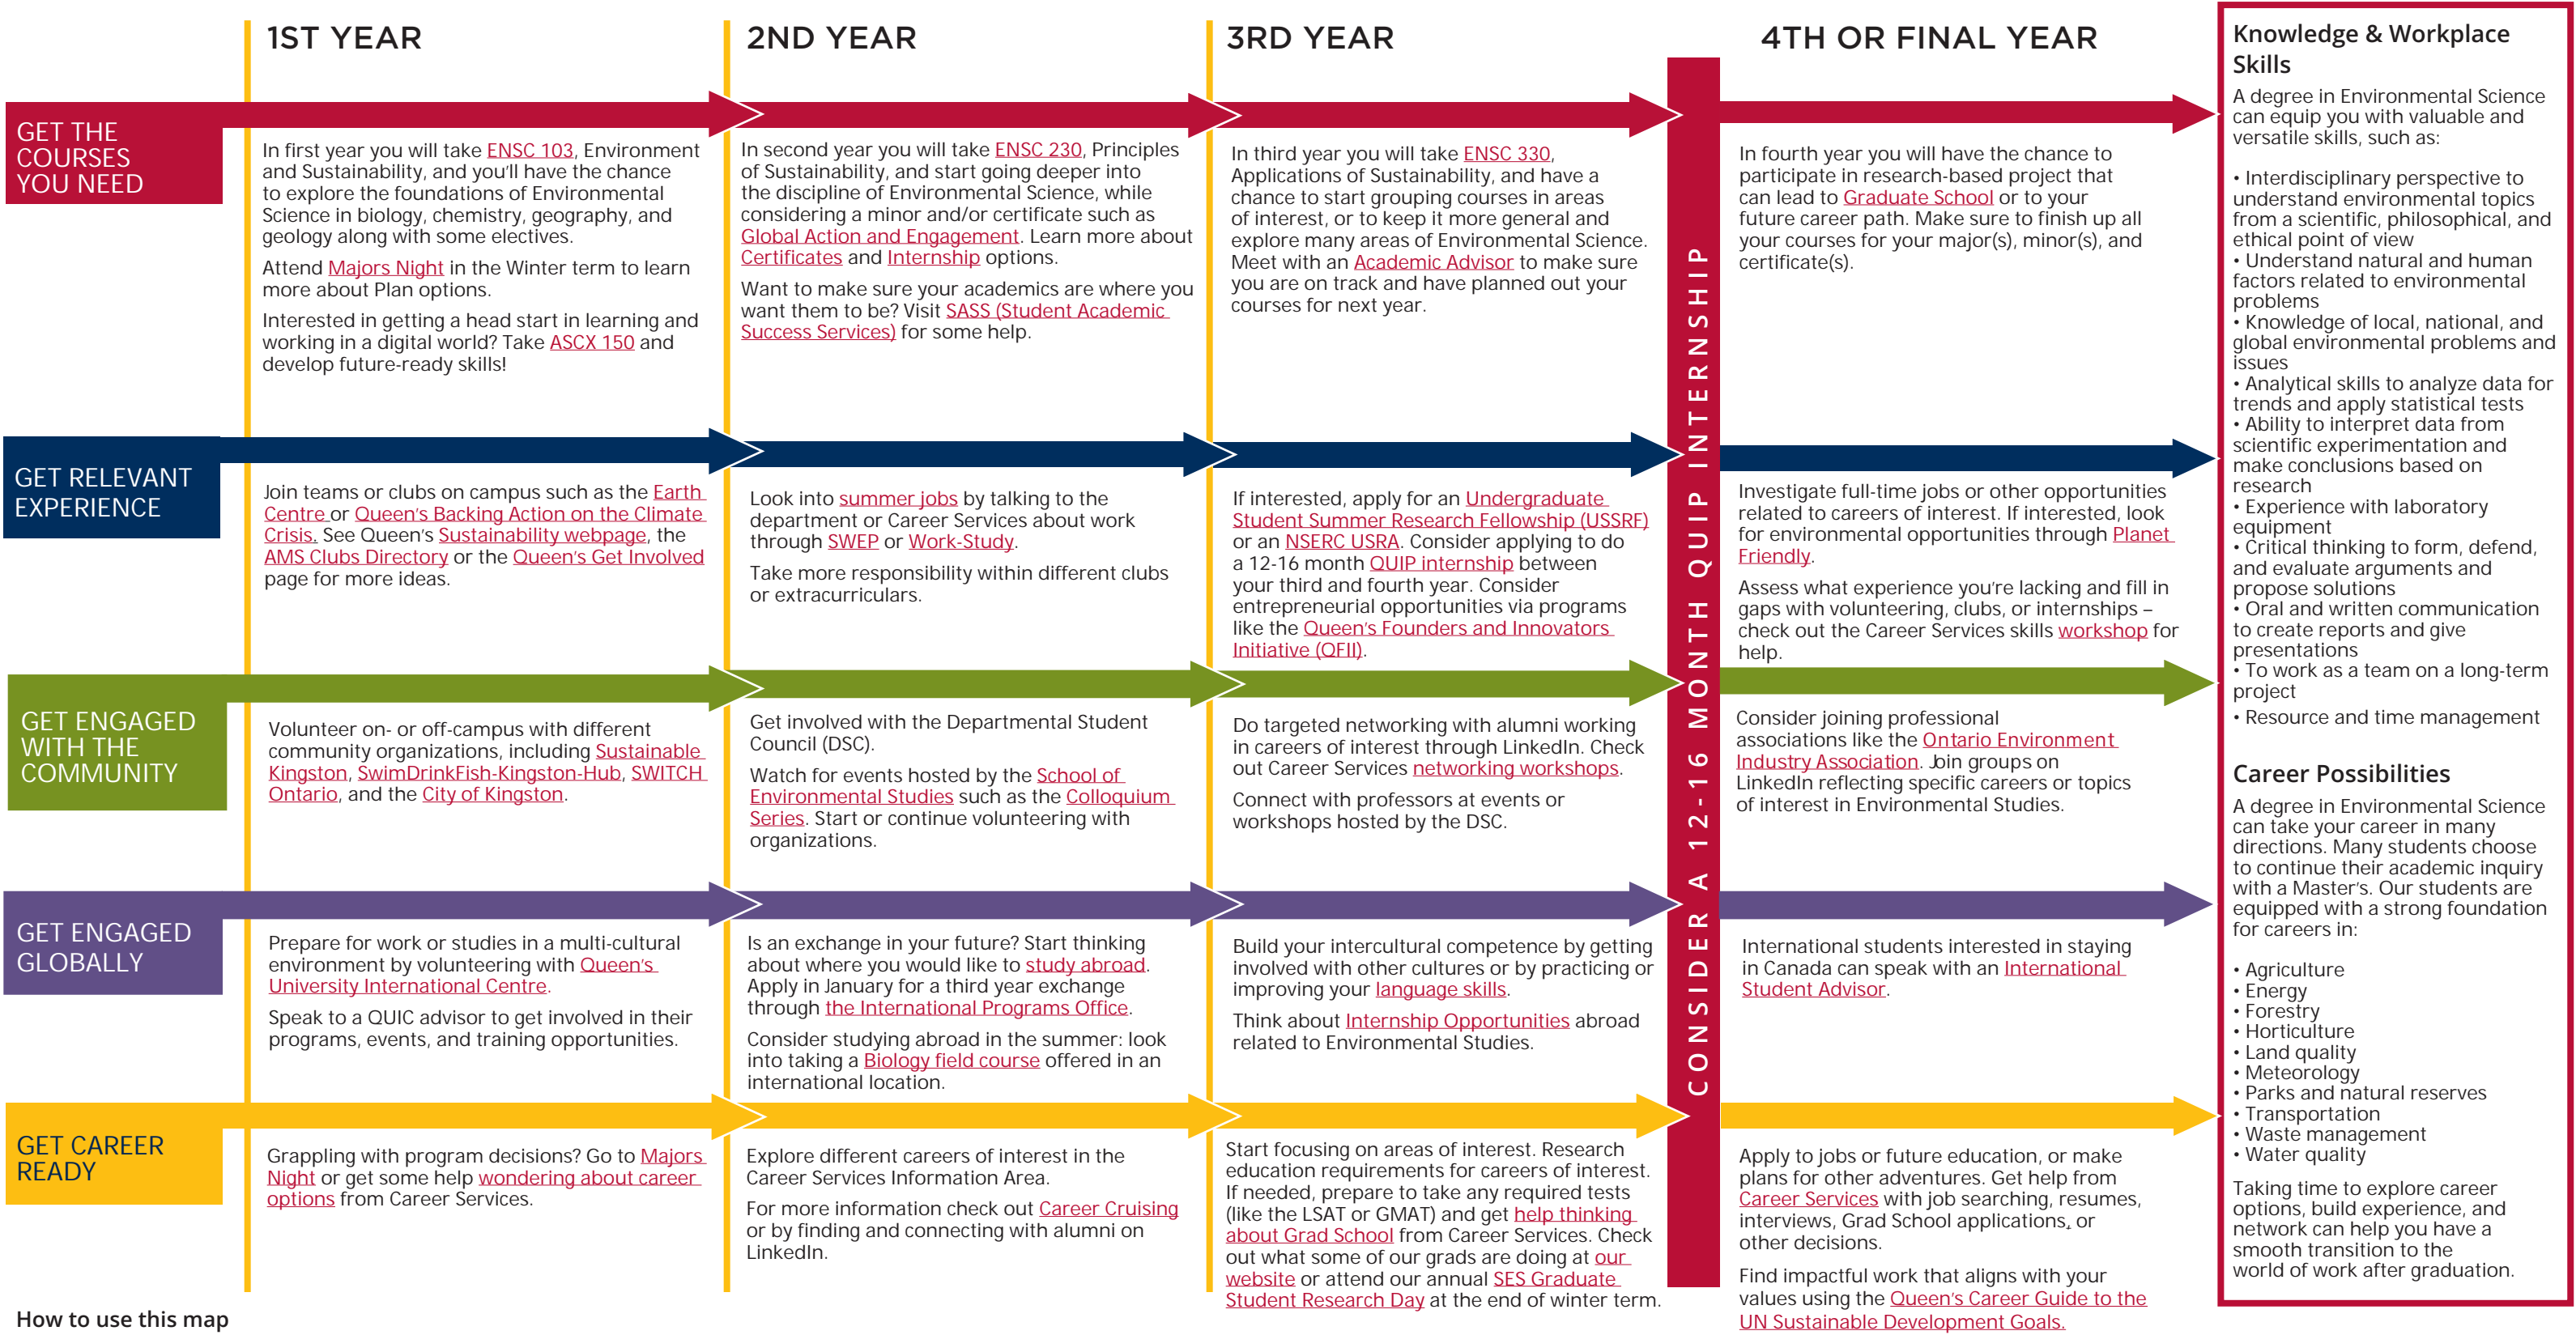 1ST YEAR
2ND YEAR
3RD YEAR
4TH OR FINAL YEAR
GET THE
COURSES
YOU NEED
In first year you will take ENSC 103, Environment
and Sustainability, and you'll have the chance
to explore the foundations of Environmental
Science in biology, chemistry, geography, and
geology along with some electives.
Attend Majors Night in the Winter term to learn
more about Plan options.
Interested in getting a head start in learning and
working in a digital world? Take ASCX 150 and
develop future-ready skills!
In second year you will take ENSC 230, Principles
of Sustainability, and start going deeper into
the discipline of Environmental Science, while
considering a minor and/or certificate such as
Global Action and Engagement. Learn more about
Certificates and Internship options.
Want to make sure your academics are where you
want them to be? Visit SASS (Student Academic
Success Services) for some help.
In third year you will take ENSC 330,
Applications of Sustainability, and have a
chance to start grouping courses in areas
of interest, or to keep it more general and
explore many areas of Environmental Science.
Meet with an Academic Advisor to make sure
you are on track and have planned out your
courses for next year.
In fourth year you will have the chance to
participate in research-based project that
can lead to Graduate School or to your
future career path. Make sure to finish up all
your courses for your major(s), minor(s), and
certificate(s).
GET RELEVANT
EXPERIENCE
Join teams or clubs on campus such as the Earth
Centre or Queen's Backing Action on the Climate
Crisis. See Queen's Sustainability webpage, the
AMS Clubs Directory or the Queen's Get Involved
page for more ideas.
Look into summer jobs by talking to the
department or Career Services about work
through SWEP or Work-Study.
Take more responsibility within different clubs
or extracurriculars.
If interested, apply for an Undergraduate
Student Summer Research Fellowship (USSRF)
or an NSERC USRA. Consider applying to do
a 12-16 month QUIP internship between
your third and fourth year. Consider
entrepreneurial opportunities via programs
like the Queen's Founders and Innovators
Initiative (QFII).
Investigate full-time jobs or other opportunities
related to careers of interest. If interested, look
for environmental opportunities through Planet
Friendly.
Assess what experience you're lacking and fill in
gaps with volunteering, clubs, or internships –
check out the Career Services skills workshop for
help.
GET ENGAGED
WITH THE
COMMUNITY
Volunteer on- or off-campus with different
community organizations, including Sustainable
Kingston, SwimDrinkFish-Kingston-Hub, SWITCH
Ontario, and the City of Kingston.
Get involved with the Departmental Student
Council (DSC).
Watch for events hosted by the School of
Environmental Studies such as the Colloquium
Series. Start or continue volunteering with
organizations.
Do targeted networking with alumni working
in careers of interest through LinkedIn. Check
out Career Services networking workshops.
Connect with professors at events or
workshops hosted by the DSC.
Consider joining professional
associations like the Ontario Environment
Industry Association. Join groups on
LinkedIn reflecting specific careers or topics
of interest in Environmental Studies.
GET ENGAGED
GLOBALLY
Prepare for work or studies in a multi-cultural
environment by volunteering with Queen's
University International Centre.
Speak to a QUIC advisor to get involved in their
programs, events, and training opportunities.
Is an exchange in your future? Start thinking
about where you would like to study abroad.
Apply in January for a third year exchange
through the International Programs Office.
Consider studying abroad in the summer: look
into taking a Biology field course offered in an
international location.
Build your intercultural competence by getting
involved with other cultures or by practicing or
improving your language skills.
Think about Internship Opportunities abroad
related to Environmental Studies.
International students interested in staying
in Canada can speak with an International
Student Advisor.
GET CAREER
READY
Grappling with program decisions? Go to Majors
Night or get some help wondering about career
options from Career Services.
Explore different careers of interest in the
Career Services Information Area.
For more information check out Career Cruising
or by finding and connecting with alumni on
LinkedIn.
Start focusing on areas of interest. Research
education requirements for careers of interest.
If needed, prepare to take any required tests
(like the LSAT or GMAT) and get help thinking
about Grad School from Career Services. Check
out what some of our grads are doing at our
website or attend our annual SES Graduate
Student Research Day at the end of winter term.
Apply to jobs or future education, or make
plans for other adventures. Get help from
Career Services with job searching, resumes,
interviews, Grad School applications, or
other decisions.
Find impactful work that aligns with your
values using the Queen's Career Guide to the
UN Sustainable Development Goals.
CONSIDER A 12-16 MONTH QUIP INTERNSHIP
Knowledge & Workplace
Skills
A degree in Environmental Science
can equip you with valuable and
versatile skills, such as:
• Interdisciplinary perspective to
understand environmental topics
from a scientific, philosophical, and
ethical point of view
• Understand natural and human
factors related to environmental
problems
• Knowledge of local, national, and
global environmental problems and
issues
• Analytical skills to analyze data for
trends and apply statistical tests
• Ability to interpret data from
scientific experimentation and
make conclusions based on
research
• Experience with laboratory
equipment
• Critical thinking to form, defend,
and evaluate arguments and
propose solutions
• Oral and written communication
to create reports and give
presentations
• To work as a team on a long-term
project
• Resource and time management
Career Possibilities
A degree in Environmental Science
can take your career in many
directions. Many students choose
to continue their academic inquiry
with a Master's. Our students are
equipped with a strong foundation
for careers in:
• Agriculture
• Energy
• Forestry
• Horticulture
• Land quality
• Meteorology
• Parks and natural reserves
• Transportation
• Waste management
• Water quality
Taking time to explore career
options, build experience, and
network can help you have a
smooth transition to the
world of work after graduation.
How to use this map